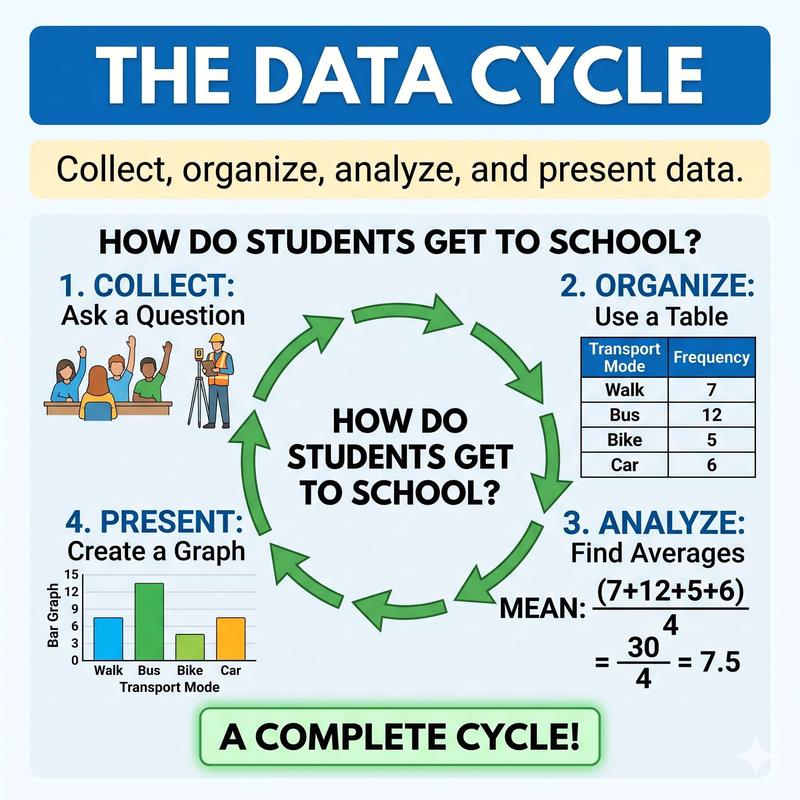 THE DATA CYCLE
Collect, organize, analyze, and present data.
HOW DO STUDENTS GET TO SCHOOL?
1. COLLECT:
Ask a Question
2. ORGANIZE:
Use a Table
Transport Mode Frequency
Walk 7
Bus 12
Bike 5
Car 6
HOW DO
STUDENTS GET
TO SCHOOL?
3. ANALYZE:
Find Averages
MEAN: (7+12+5+6)
4
= 30/4 = 7.5
4. PRESENT:
Create a Graph
Bar Graph
15
12
9
6
3
0
Walk Bus Bike Car
Transport Mode
A COMPLETE CYCLE!